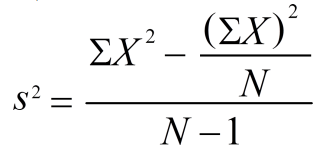 s² = (ΣX² − (ΣX)² / N) / (N − 1)